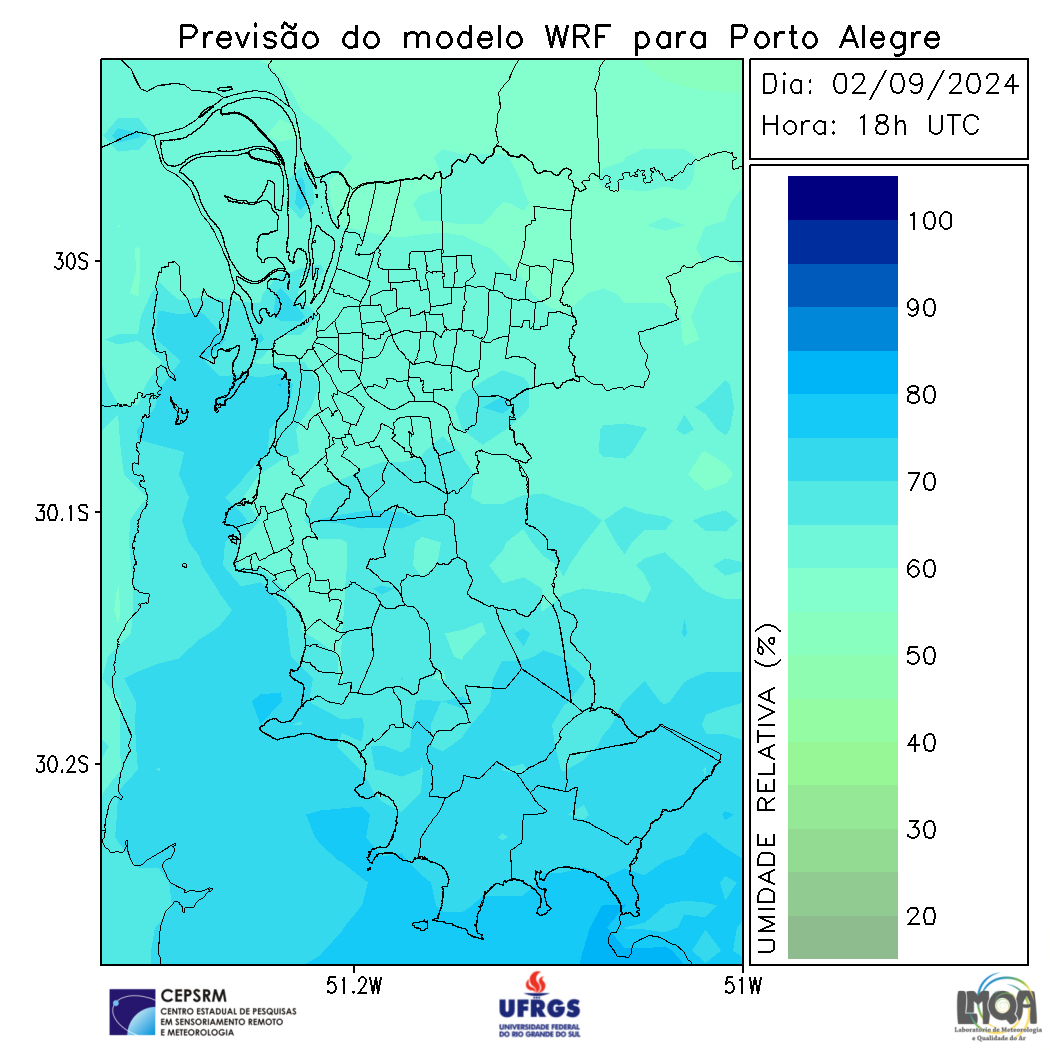 Previsão do modelo WRF para Porto Alegre
Dia: 02/09/2024
Hora: 18h UTC
30S
30.1S
30.2S
51.2W
51W
UMIDADE RELATIVA (%)
100
90
80
70
60
50
40
30
20
CEPSRM
CENTRO ESTADUAL DE PESQUISAS
EM SENSORIAMENTO REMOTO
E METEOROLOGIA
UFRGS
UNIVERSIDADE FEDERAL
DO RIO GRANDE DO SUL
LMQA
Laboratório de Meteorologia
e Qualidade do Ar